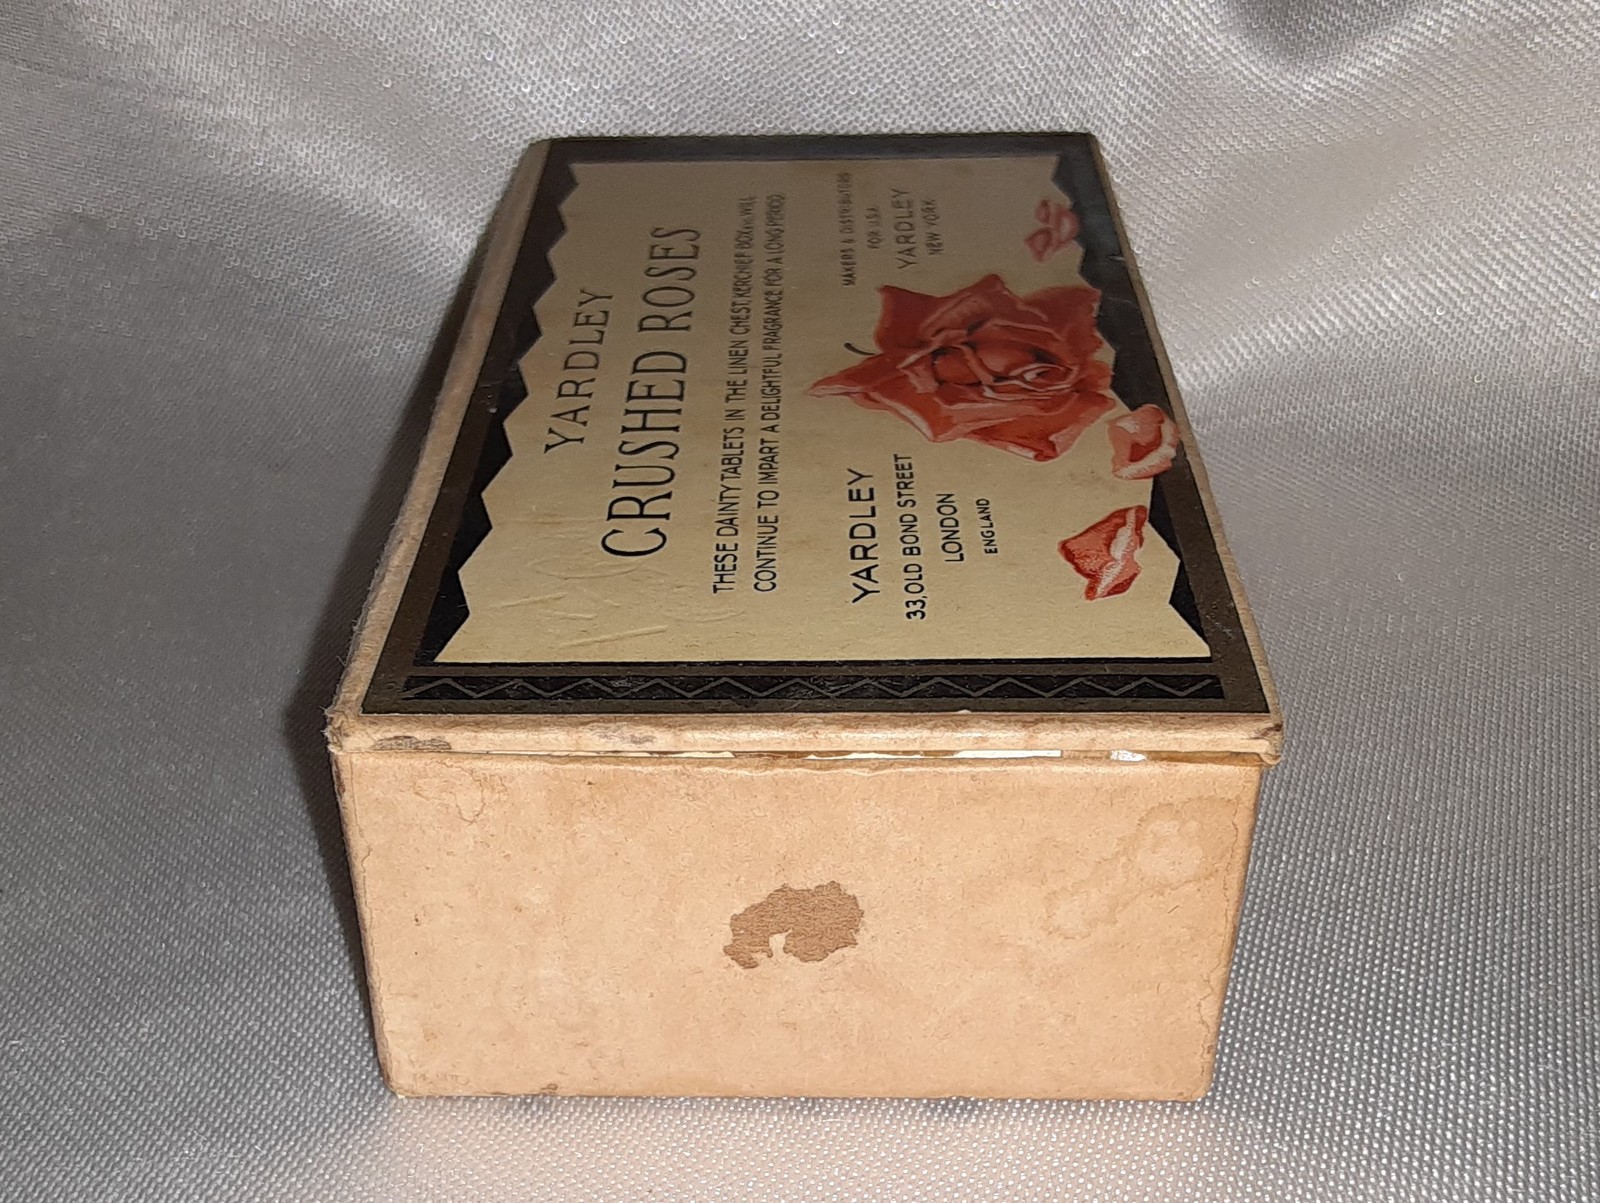 YARDLEY
CRUSHED ROSES
THESE DAINTY TABLETS IN THE LINEN CHEST, KERCHIEF BOX etc. WILL
CONTINUE TO IMPART A DELIGHTFUL FRAGRANCE FOR A LONG PERIOD
YARDLEY
33, OLD BOND STREET
LONDON
ENGLAND
MAKERS & DISTRIBUTORS
FOR U.S.A.
YARDLEY
NEW YORK